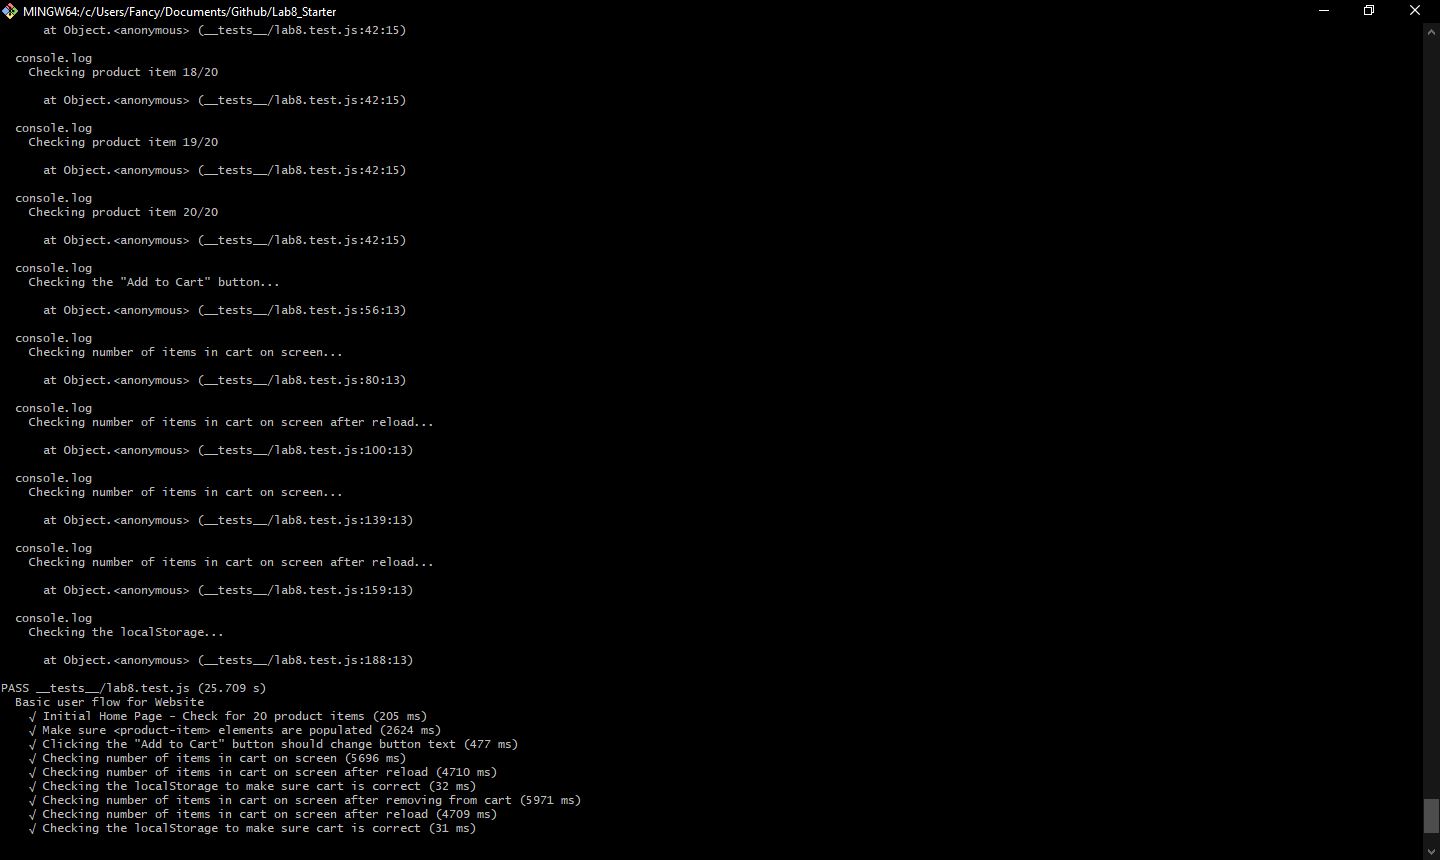 MINGW64:/c/Users/Fancy/Documents/Github/Lab8_Starter
at Object.<anonymous> (__tests__/lab8.test.js:42:15)
console.log
Checking product item 18/20
at Object.<anonymous> (__tests__/lab8.test.js:42:15)
console.log
Checking product item 19/20
at Object.<anonymous> (__tests__/lab8.test.js:42:15)
console.log
Checking product item 20/20
at Object.<anonymous> (__tests__/lab8.test.js:42:15)
console.log
Checking the "Add to Cart" button...
at Object.<anonymous> (__tests__/lab8.test.js:56:13)
console.log
Checking number of items in cart on screen...
at Object.<anonymous> (__tests__/lab8.test.js:80:13)
console.log
Checking number of items in cart on screen after reload...
at Object.<anonymous> (__tests__/lab8.test.js:100:13)
console.log
Checking number of items in cart on screen...
at Object.<anonymous> (__tests__/lab8.test.js:139:13)
console.log
Checking number of items in cart on screen after reload...
at Object.<anonymous> (__tests__/lab8.test.js:159:13)
console.log
Checking the localStorage...
at Object.<anonymous> (__tests__/lab8.test.js:188:13)
PASS __tests__/lab8.test.js (25.709 s)
Basic user flow for Website
√ Initial Home Page - Check for 20 product items (205 ms)
√ Make sure <product-item> elements are populated (2624 ms)
√ Clicking the "Add to Cart" button should change button text (477 ms)
√ Checking number of items in cart on screen (5696 ms)
√ Checking number of items in cart on screen after reload (4710 ms)
√ Checking the localStorage to make sure cart is correct (32 ms)
√ Checking number of items in cart on screen after removing from cart (5971 ms)
√ Checking number of items in cart on screen after reload (4709 ms)
√ Checking the localStorage to make sure cart is correct (31 ms)